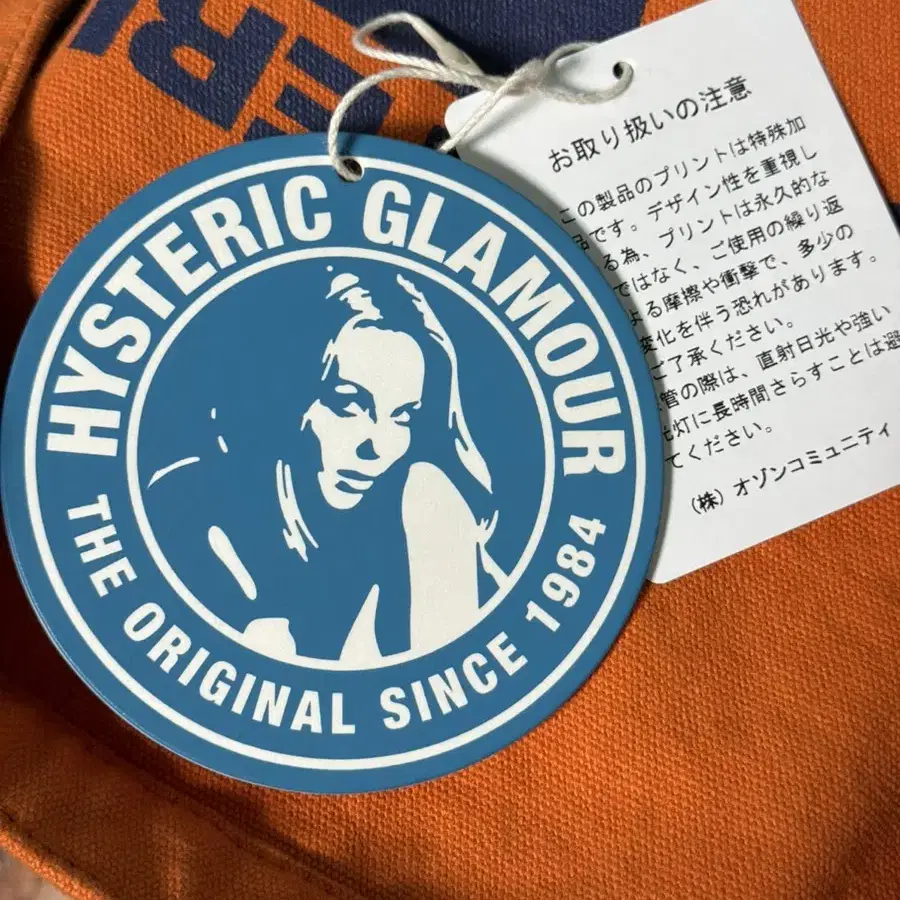 HYSTERIC GLAMOUR
THE ORIGINAL SINCE 1984
お取り扱いの注意
この製品のプリントは特殊加
品です。デザイン性を重視し
る為、プリントは永久的な
ではなく、ご使用の繰り返
よる摩擦や衝撃で、多少の
変化を伴う恐れがあります。
ご了承ください。
管の際は、直射日光や強い
光灯に長時間さらすことは避
てください。
(株) オゾンコミュニティ